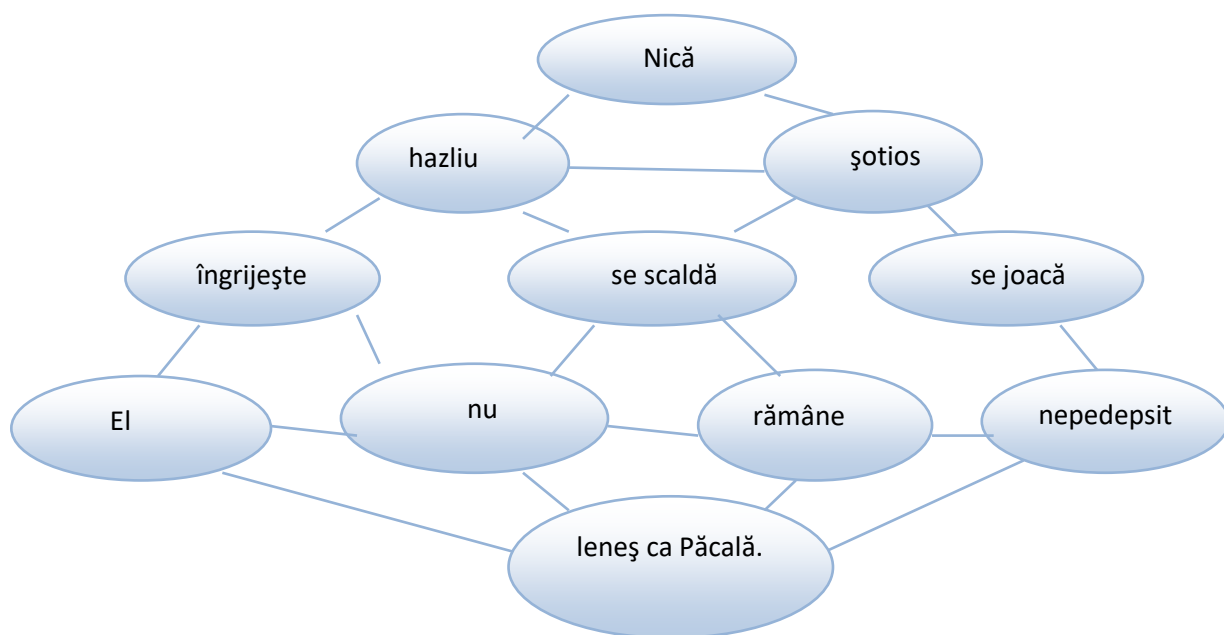 Nică
hazliu
şotios
îngrijeşte
se scaldă
se joacă
El
nu
rămâne
nepedepsit
leneş ca Păcală.